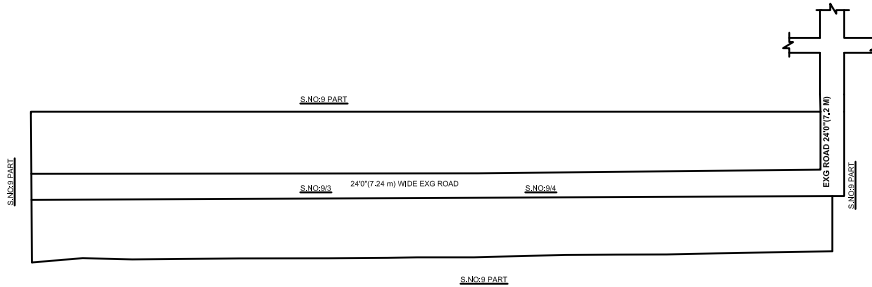 S.NO:9 PART
EXG ROAD 24'0"(7.2 M)
S.NO:9 PART
S.NO:9/3
24'0"(7.24 m) WIDE EXG ROAD
S.NO:9/4
S.NO:9 PART
S.NO:9 PART